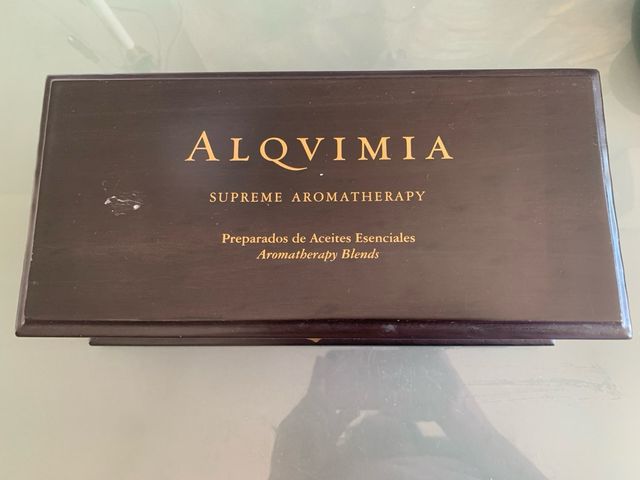 ALQVIMIA
SUPREME AROMATHERAPY
Preparados de Aceites Esenciales
Aromatherapy Blends